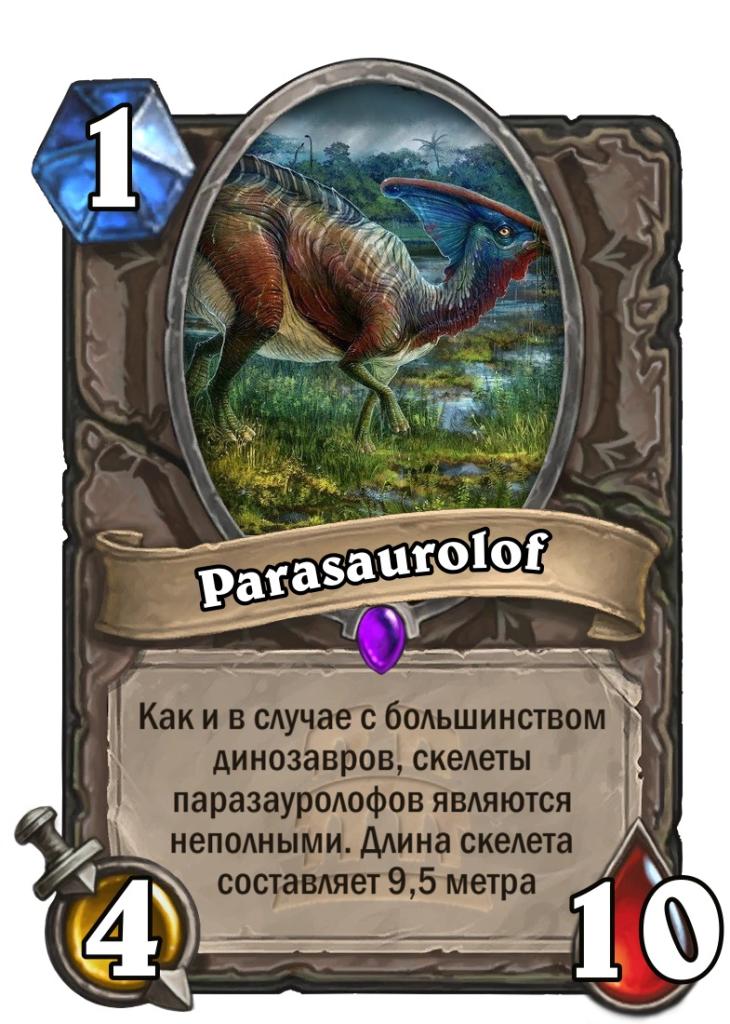 1
Parasaurolof
Как и в случае с большинством
динозавров, скелеты
паразауролофов являются
неполными. Длина скелета
составляет 9,5 метра
4
10